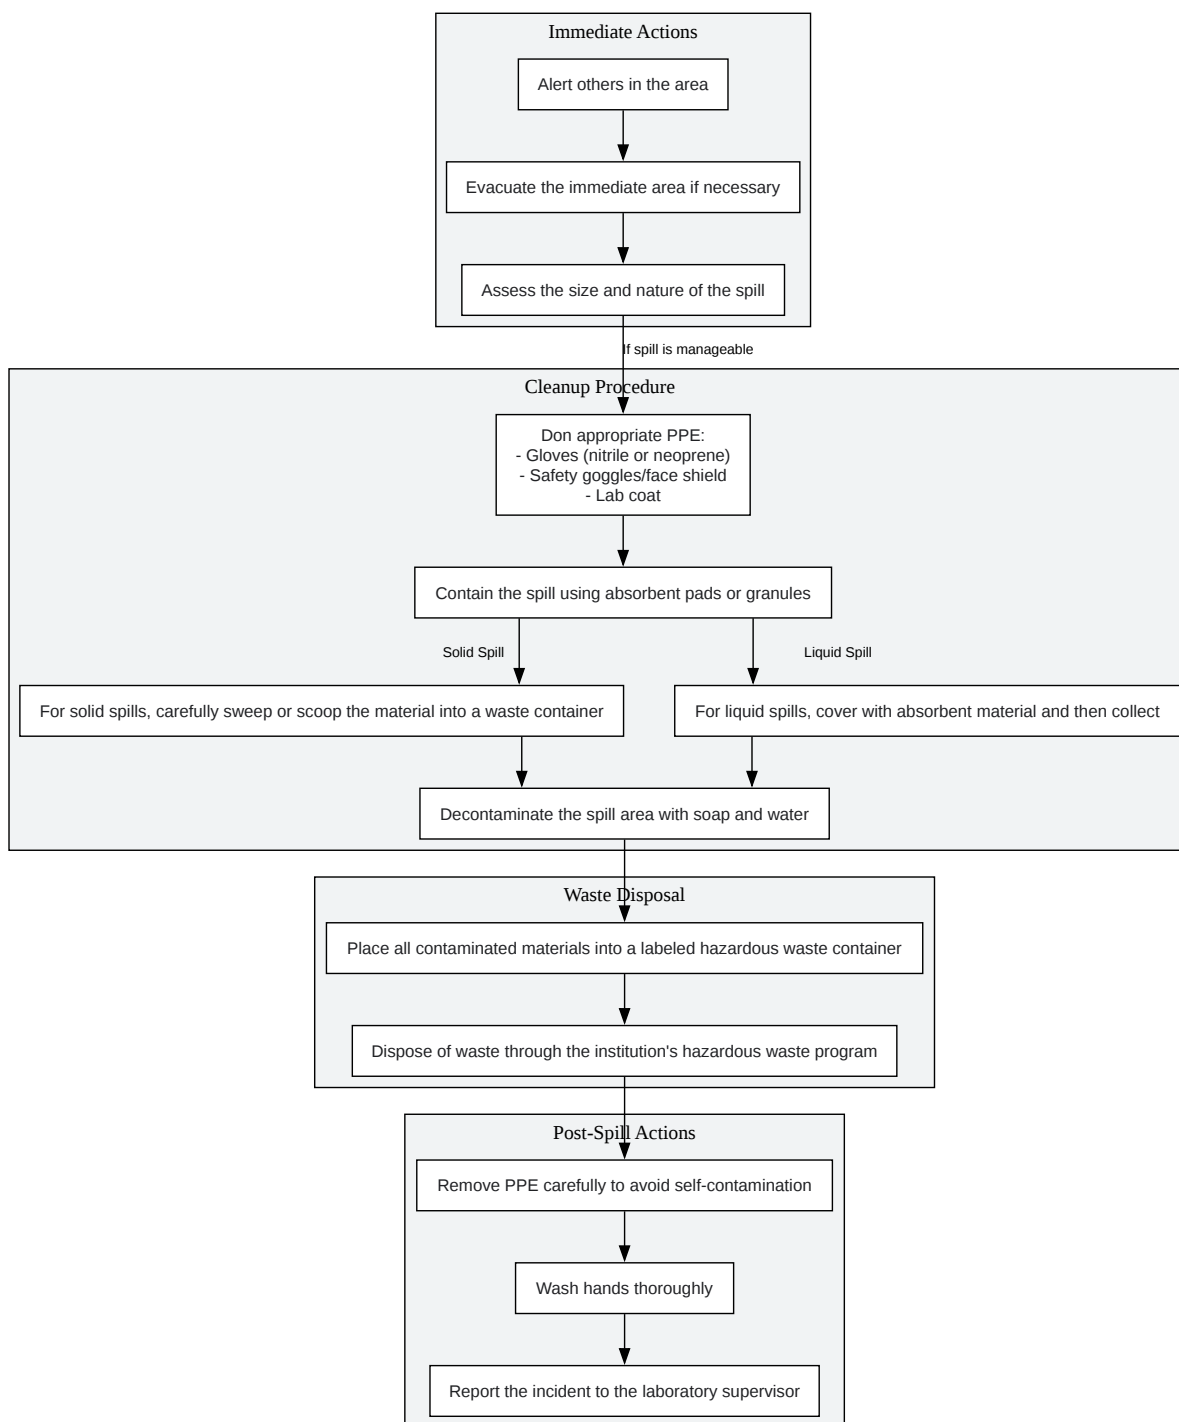 Immediate Actions
Alert others in the area
Evacuate the immediate area if necessary
Assess the size and nature of the spill
If spill is manageable
Cleanup Procedure
Don appropriate PPE:
- Gloves (nitrile or neoprene)
- Safety goggles/face shield
- Lab coat
Contain the spill using absorbent pads or granules
Solid Spill
Liquid Spill
For solid spills, carefully sweep or scoop the material into a waste container
For liquid spills, cover with absorbent material and then collect
Decontaminate the spill area with soap and water
Waste Disposal
Place all contaminated materials into a labeled hazardous waste container
Dispose of waste through the institution's hazardous waste program
Post-Spill Actions
Remove PPE carefully to avoid self-contamination
Wash hands thoroughly
Report the incident to the laboratory supervisor